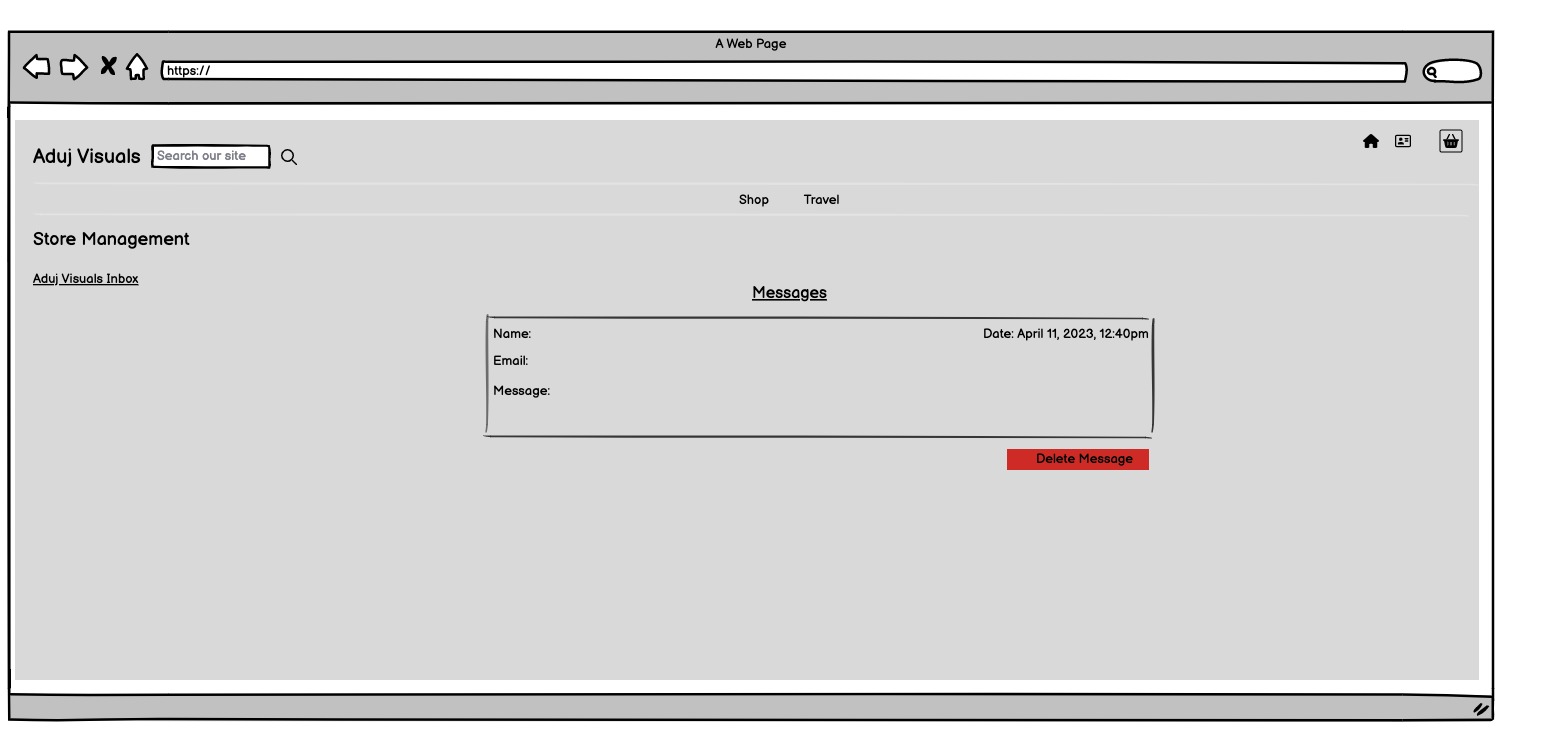 A Web Page
https://
Aduj Visuals Search our site
Shop Travel
Store Management
Aduj Visuals Inbox
Messages
Name: Date: April 11, 2023, 12:40pm
Email:
Message:
Delete Message